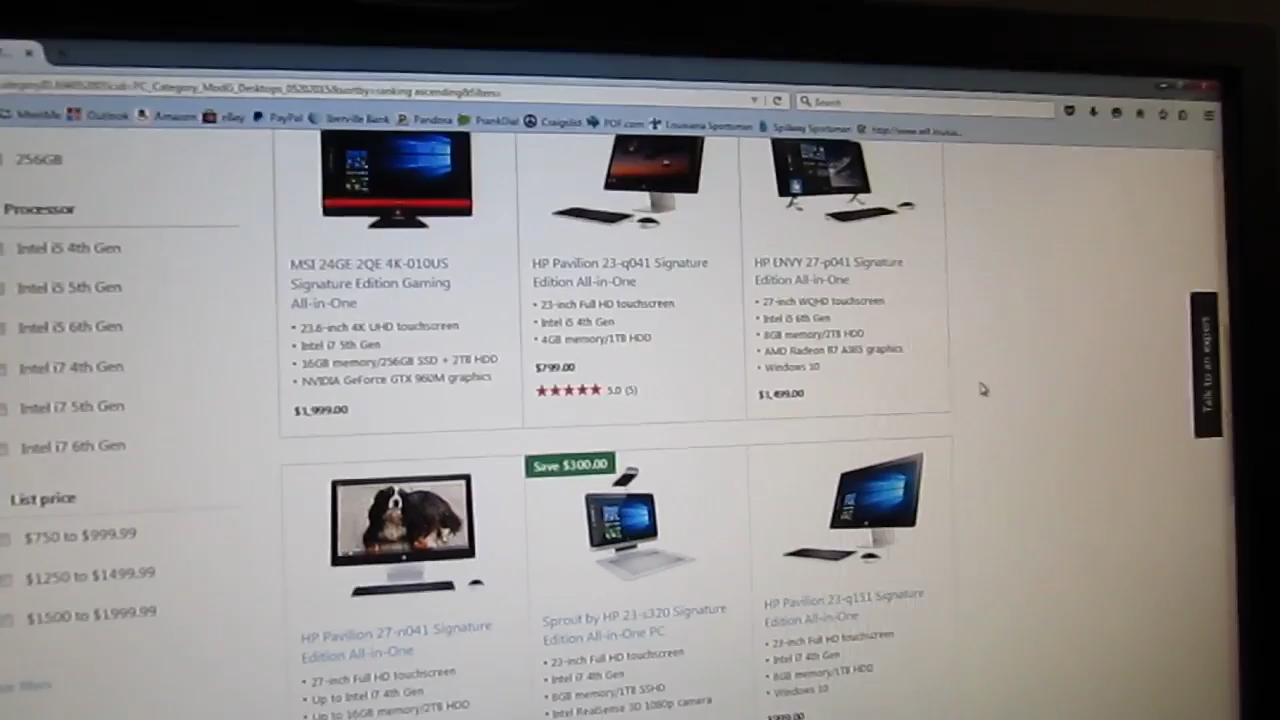 Search
Outlook
Amazon
eBay
PayPal
Iberville Bank
Pandora
PrankDial
Craigslist
POF.com
Louisiana Sportsman
Spillway Sportsman
256GB
Processor
Intel i5 4th Gen
Intel i5 5th Gen
Intel i5 6th Gen
Intel i7 4th Gen
Intel i7 5th Gen
Intel i7 6th Gen
List price
$750 to $999.99
$1250 to $1499.99
$1500 to $1999.99
filters
MSI 24GE 2QE 4K-010US
Signature Edition Gaming
All-in-One
• 23.6-inch 4K UHD touchscreen
• Intel i7 5th Gen
• 16GB memory/256GB SSD + 2TB HDD
• NVIDIA GeForce GTX 960M graphics
$1,999.00
HP Pavilion 23-q041 Signature
Edition All-in-One
• 23-inch Full HD touchscreen
• Intel i5 4th Gen
• 4GB memory/1TB HDD
$799.00
5.0 (5)
HP ENVY 27-p041 Signature
Edition All-in-One
• 27-inch WQHD touchscreen
• Intel i5 6th Gen
• 8GB memory/2TB HDD
• AMD Radeon R7 A365 graphics
• Windows 10
$1,499.00
Talk to an expert
HP Pavilion 27-n041 Signature
Edition All-in-One
• 27-inch Full HD touchscreen
• Up to Intel i7 4th Gen
• Up to 16GB memory/2TB HDD
Save $300.00
Sprout by HP 23-s320 Signature
Edition All-in-One PC
• 23-inch Full HD touchscreen
• Intel i7 4th Gen
• 8GB memory/1TB SSHD
• Intel RealSense 3D 1080p camera
HP Pavilion 23-q151 Signature
Edition All-in-One
• 23-inch Full HD touchscreen
• Intel i7 4th Gen
• 8GB memory/1TB HDD
• Windows 10